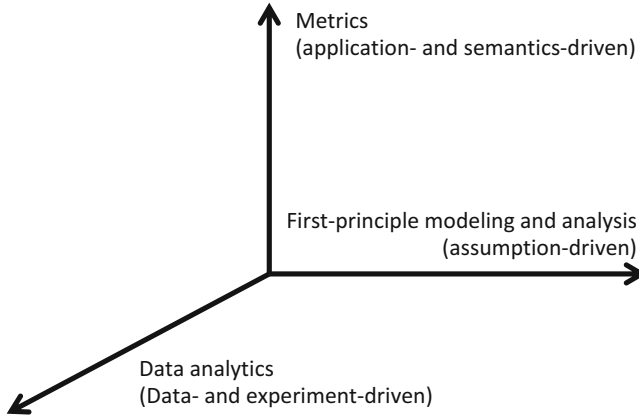 Metrics
(application- and semantics-driven)
First-principle modeling and analysis
(assumption-driven)
Data analytics
(Data- and experiment-driven)